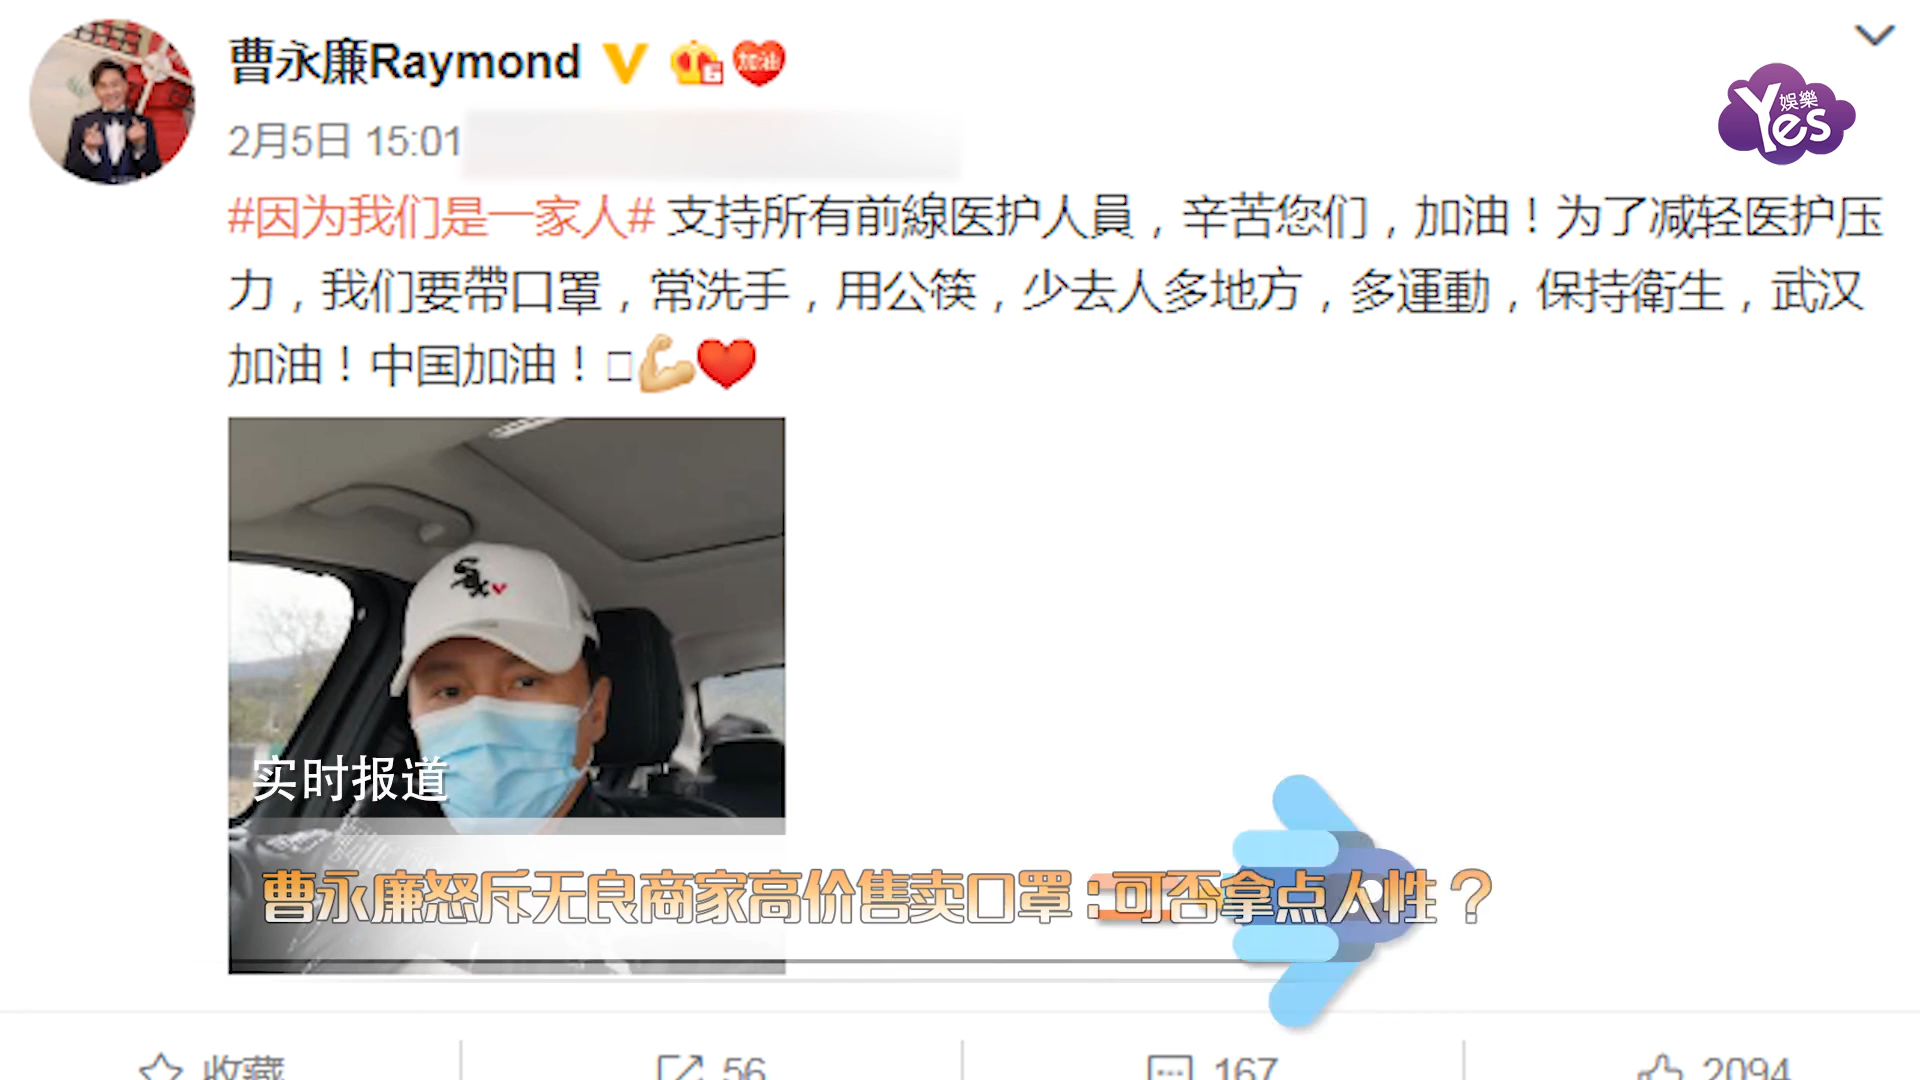 曹永廉Raymond
加油
2月5日 15:01
Yes 娛樂
#因为我们是一家人# 支持所有前線医护人員，辛苦您们，加油！为了减轻医护压
力，我们要帶口罩，常洗手，用公筷，少去人多地方，多運動，保持衛生，武汉
加油！中国加油！
Sox
实时报道
曹永廉怒斥无良商家高价售卖口罩：可否拿点人性？
收藏
56
167
2094